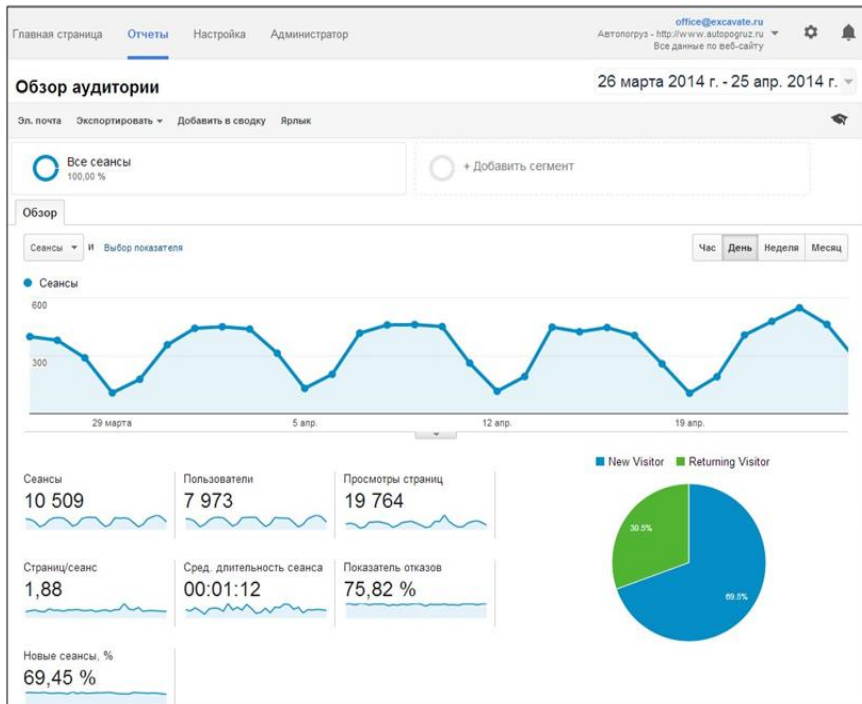 office@excavate.ru
Главная страница Отчеты Настройка Администратор
Автопогруз - http://www.autopogruz.ru
Все данные по веб-сайту
Обзор аудитории
26 марта 2014 г. - 25 апр. 2014 г.
Эл. почта Экспортировать Добавить в сводку Ярлык
Все сеансы
100,00 %
+ Добавить сегмент
Обзор
Сеансы и Выбор показателя
Час День Неделя Месяц
Сеансы
600
300
29 марта 5 апр. 12 апр. 19 апр.
New Visitor Returning Visitor
Сеансы Пользователи Просмотры страниц
10 509 7 973 19 764
30.5%
69.5%
Страниц/сеанс Сред. длительность сеанса Показатель отказов
1,88 00:01:12 75,82 %
Новые сеансы, %
69,45 %